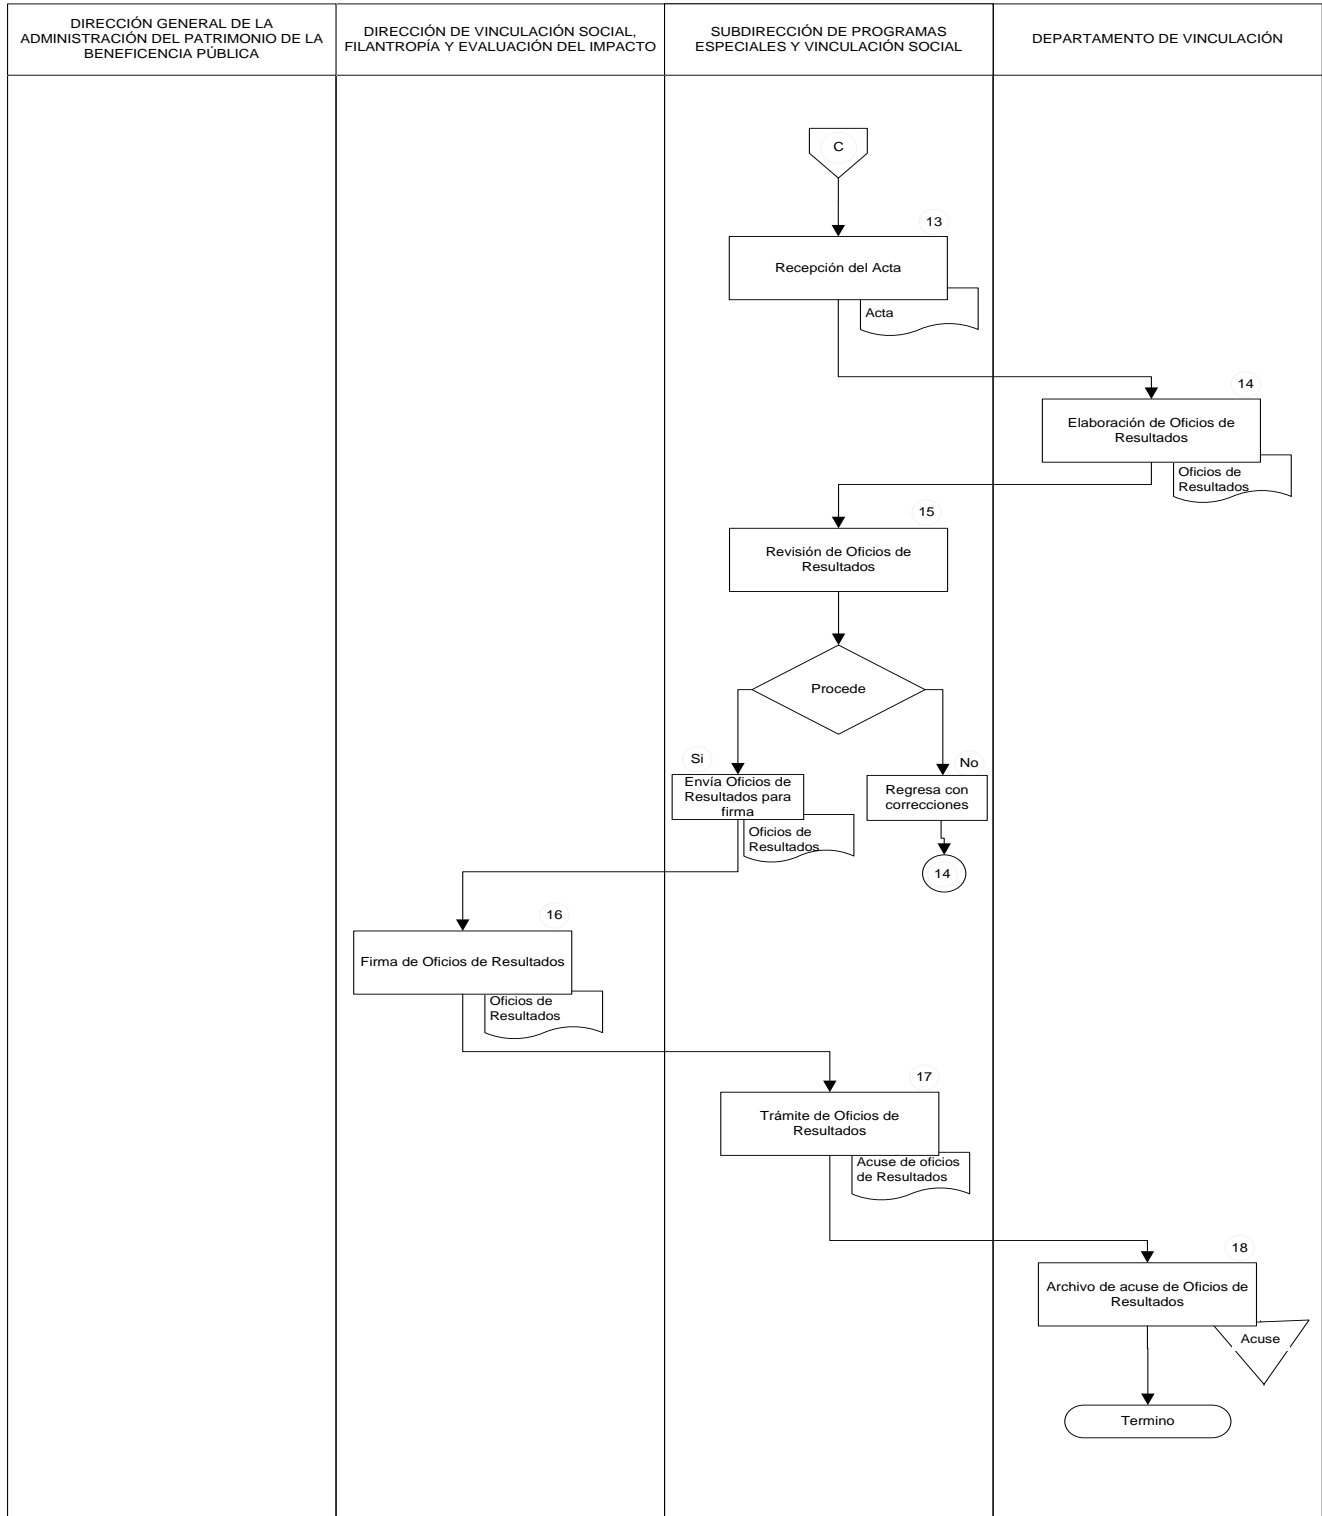 DIRECCIÓN GENERAL DE LA
ADMINISTRACIÓN DEL PATRIMONIO DE LA
BENEFICENCIA PÚBLICA
DIRECCIÓN DE VINCULACIÓN SOCIAL,
FILANTROPÍA Y EVALUACIÓN DEL IMPACTO
SUBDIRECCIÓN DE PROGRAMAS
ESPECIALES Y VINCULACIÓN SOCIAL
DEPARTAMENTO DE VINCULACIÓN
C
13
Recepción del Acta
Acta
14
Elaboración de Oficios de
Resultados
Oficios de
Resultados
15
Revisión de Oficios de
Resultados
Procede
Si
Envía Oficios de
Resultados para
firma
Oficios de
Resultados
No
Regresa con
correcciones
14
16
Firma de Oficios de Resultados
Oficios de
Resultados
17
Trámite de Oficios de
Resultados
Acuse de oficios
de Resultados
18
Archivo de acuse de Oficios de
Resultados
Acuse
Termino